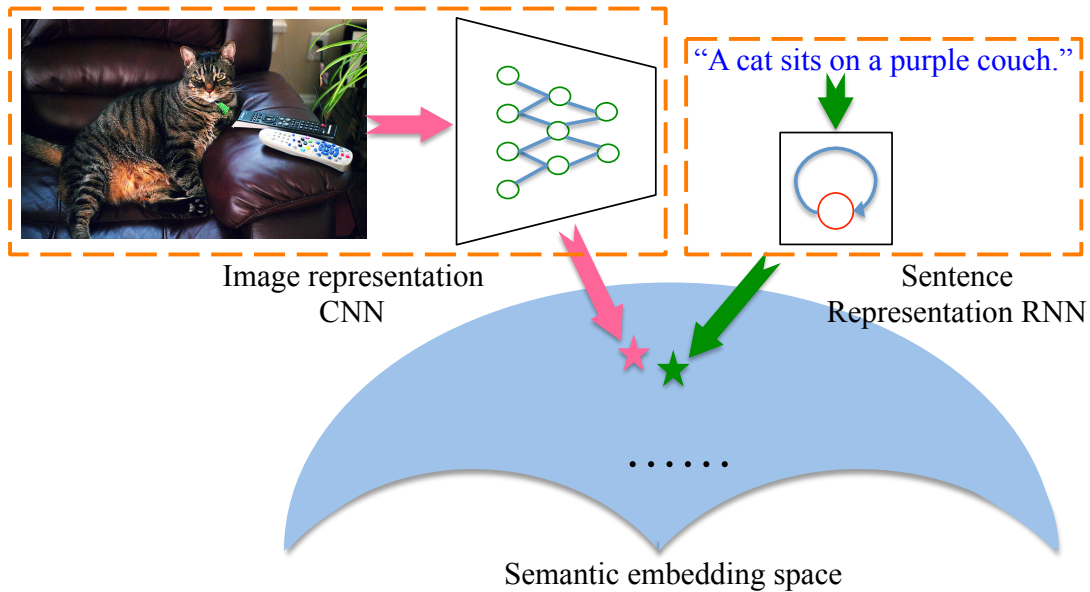 “A cat sits on a purple couch.”
Image representation
CNN
Sentence
Representation RNN
......
Semantic embedding space